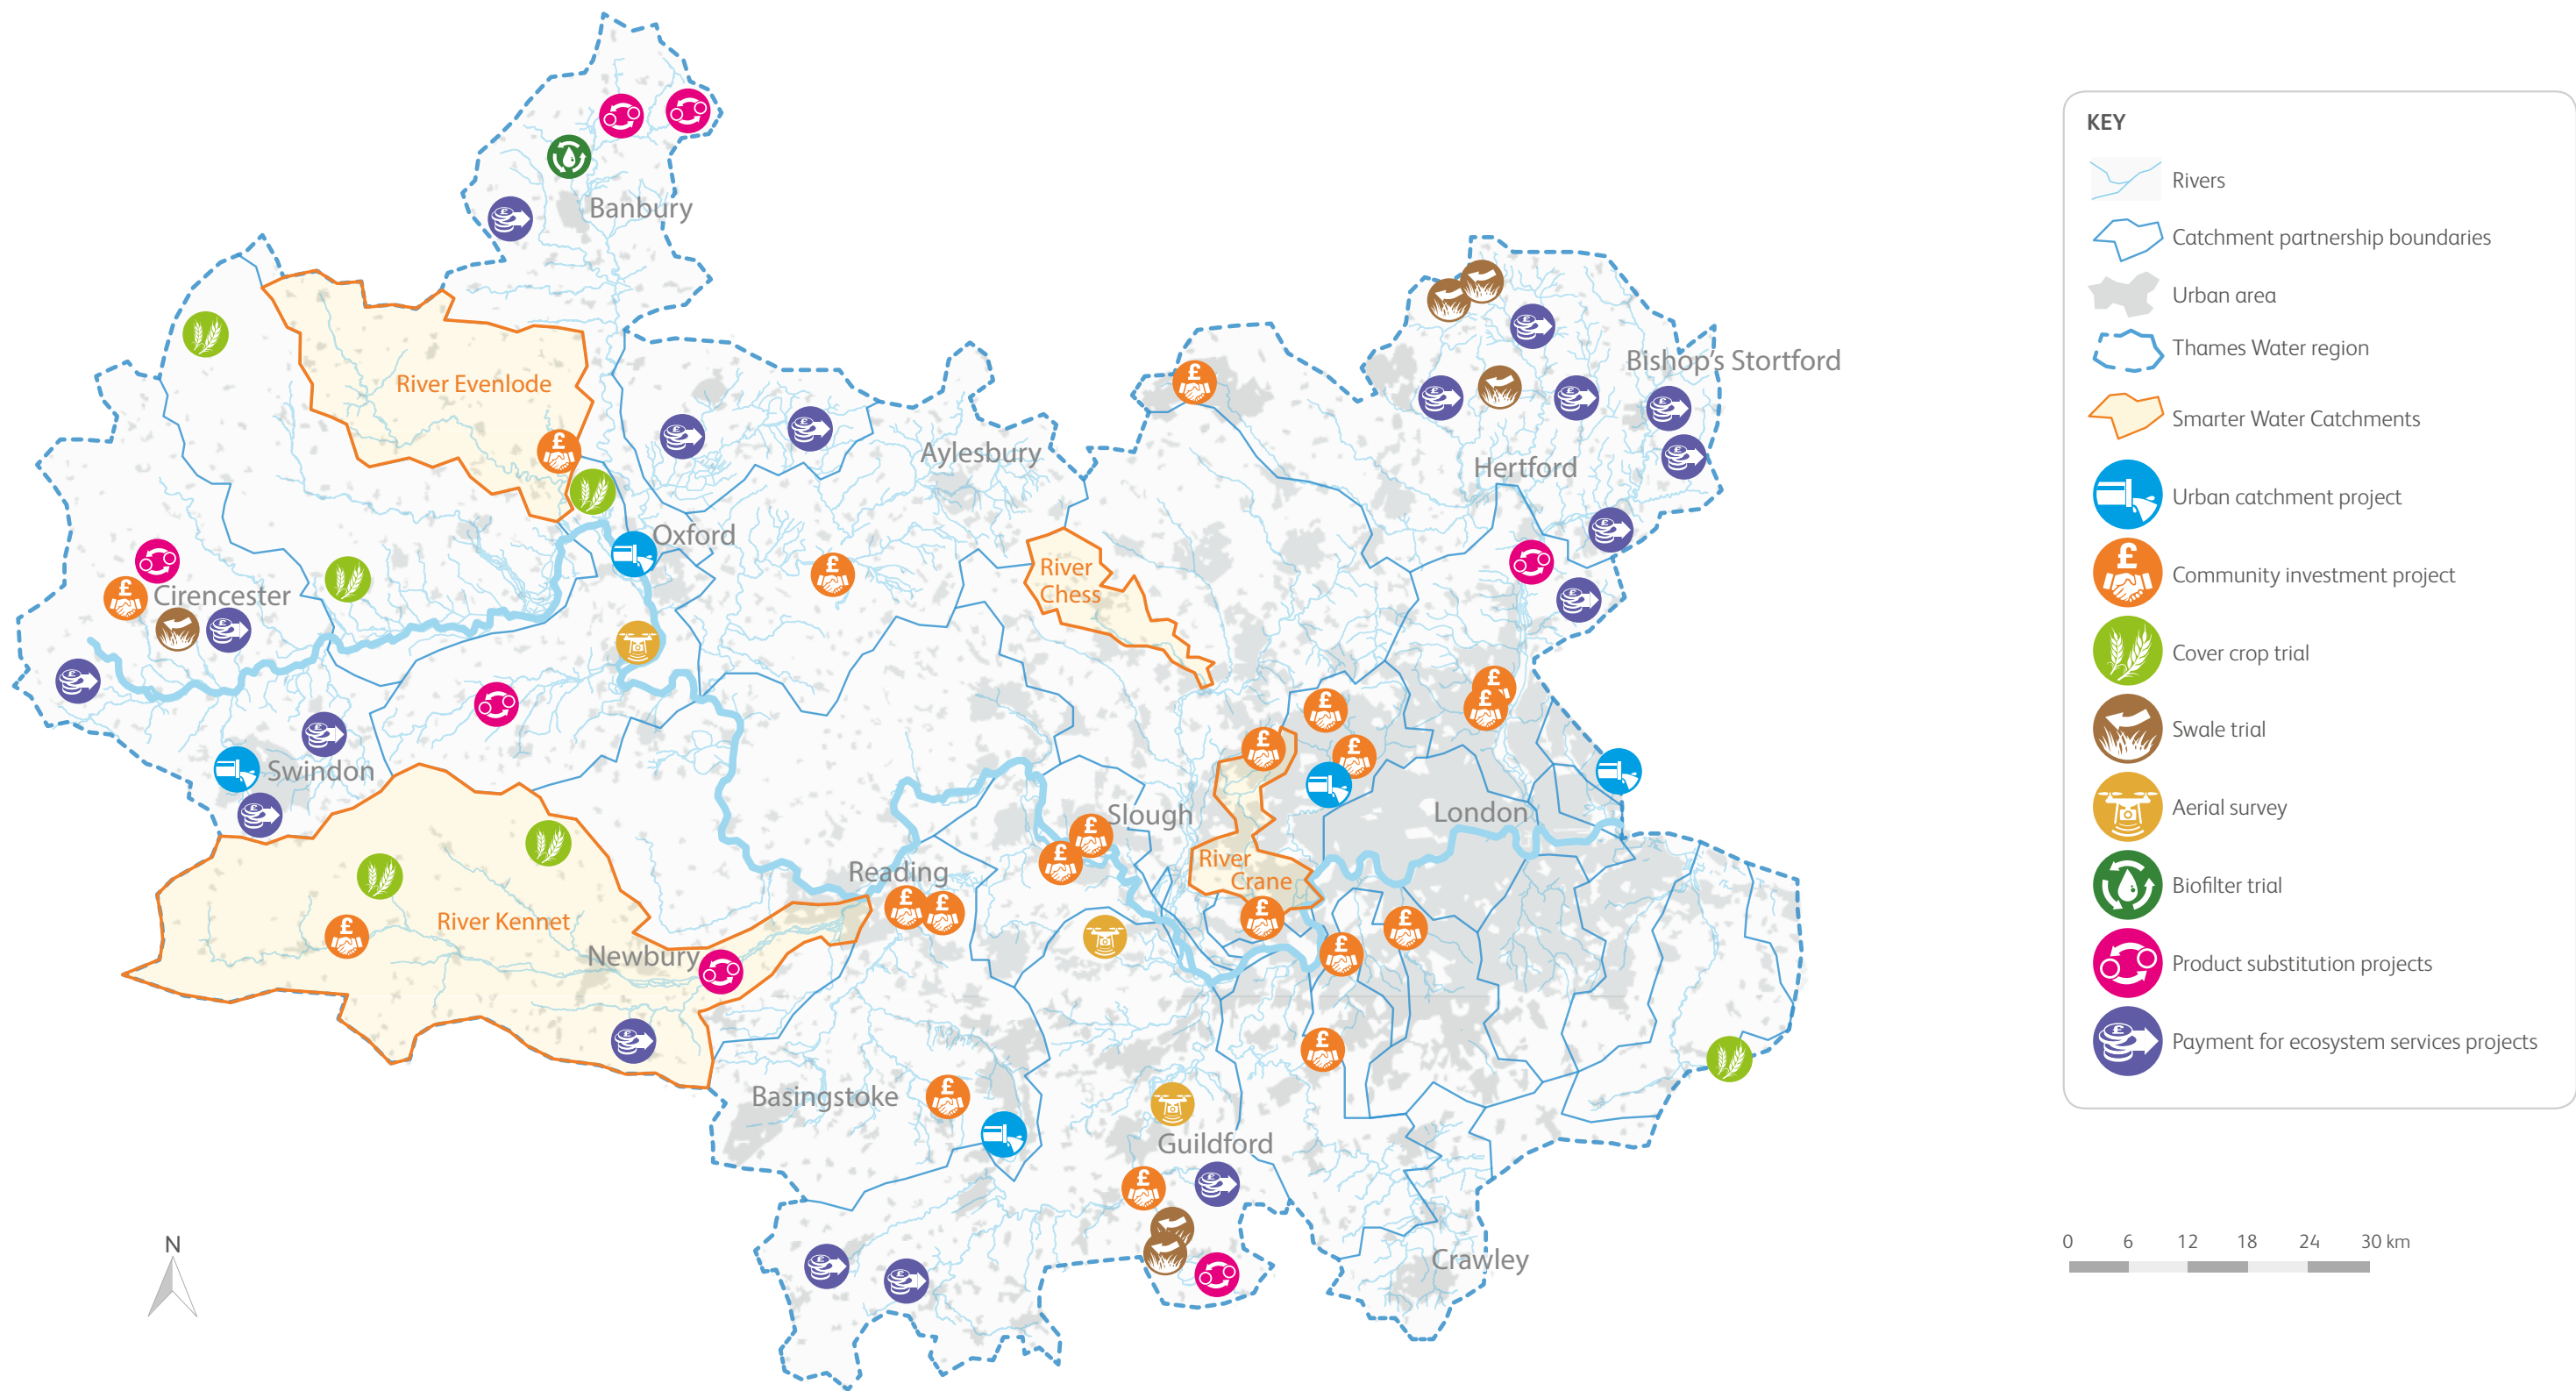 Banbury
River Evenlode
Bishop's Stortford
Aylesbury
Hertford
Oxford
River
Chess
Cirencester
Swindon
Slough
London
Reading
River
Crane
River Kennet
Newbury
Basingstoke
Guildford
Crawley
N
KEY
Rivers
Catchment partnership boundaries
Urban area
Thames Water region
Smarter Water Catchments
Urban catchment project
£
Community investment project
Cover crop trial
Swale trial
Aerial survey
Biofilter trial
Product substitution projects
£
Payment for ecosystem services projects
0 6 12 18 24 30 km